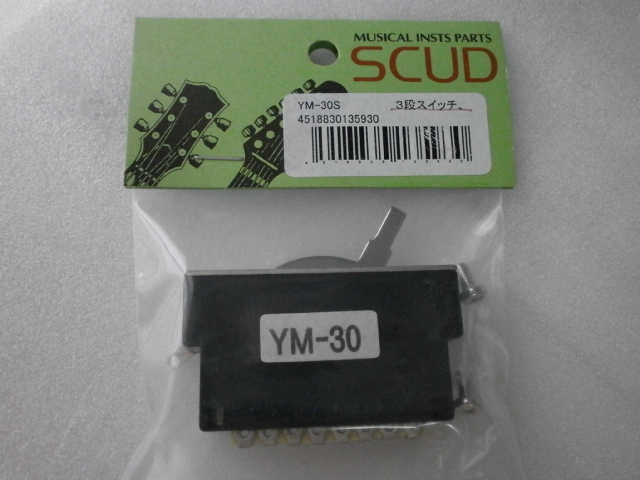 MUSICAL INSTS PARTS
SCUD
YM-30S 3段スイッチ、
4518830135930
YM-30